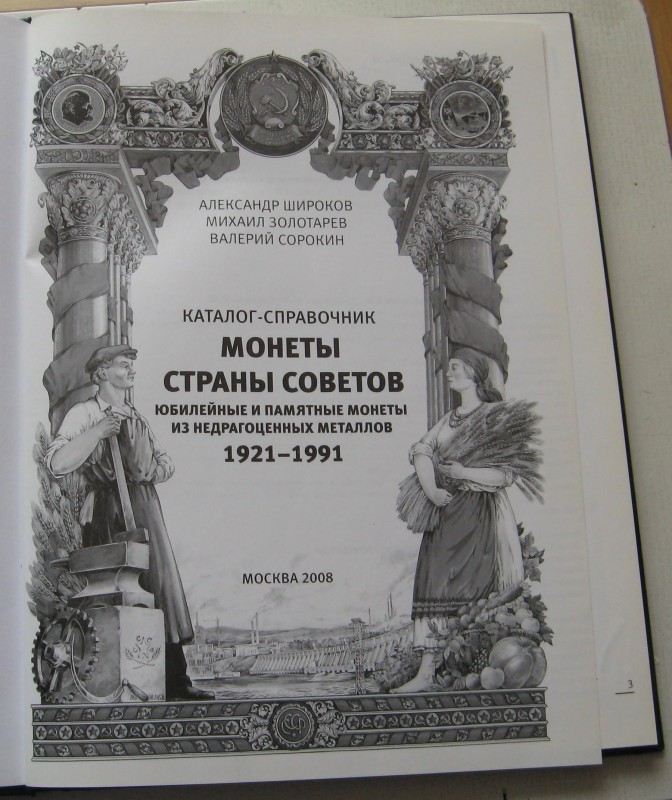 АЛЕКСАНДР ШИРОКОВ
МИХАИЛ ЗОЛОТАРЕВ
ВАЛЕРИЙ СОРОКИН
КАТАЛОГ-СПРАВОЧНИК
МОНЕТЫ
СТРАНЫ СОВЕТОВ
ЮБИЛЕЙНЫЕ И ПАМЯТНЫЕ МОНЕТЫ
ИЗ НЕДРАГОЦЕННЫХ МЕТАЛЛОВ
1921–1991
МОСКВА 2008
3